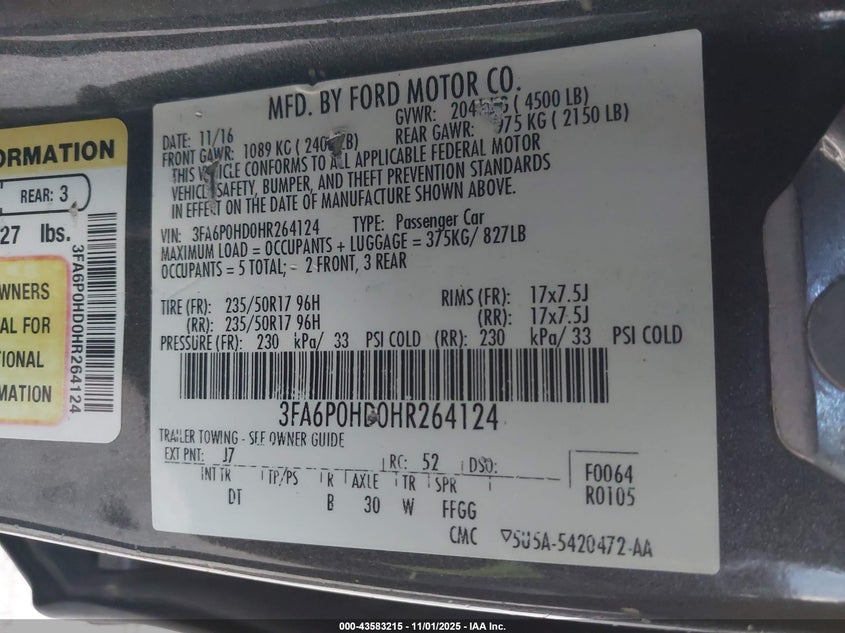 ORMATION
REAR: 3
27 lbs.
WNERS
AL FOR
TIONAL
IN
3FA6P0HD0HR264124
MFD. BY FORD MOTOR CO.
DATE: 11/16
GVWR: ( 4500 LB)
FRONT GAWR: 1089 KG (
REAR GAWR: 975 KG ( 2150 LB)
THIS VEHICLE CONFORMS TO ALL APPLICABLE FEDERAL MOTOR
VEHICLE SAFETY, BUMPER, AND THEFT PREVENTION STANDARDS
IN EFFECT ON THE DATE OF MANUFACTURE SHOWN ABOVE.
VIN: 3FA6P0HD0HR264124 TYPE: Passenger Car
MAXIMUM LOAD = OCCUPANTS + LUGGAGE = 375KG/ 827LB
OCCUPANTS = 5 TOTAL; - 2 FRONT, 3 REAR
TIRE (FR): 235/50R17 96H RIMS (FR): 17x7.5J
(RR): 235/50R17 96H (RR): 17x7.5J
PRESSURE (FR): 230 kPa/ 33 PSI COLD (RR): 230 kPa/ 33 PSI COLD
3FA6P0HD0HR264124
TRAILER TOWING - SEE OWNER GUIDE
EXT PNT: J7 RC: 52 DSO:
INT TR TP/PS R AXLE TR SPR
DT B 30 W FFGG
F0064
R0105
CMC ▽5U5A-5420472-AA
000-43583215 - 11/01/2025 - IAA Inc.